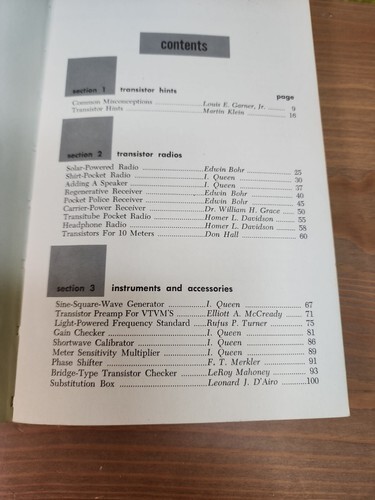 contents
section 1 transistor hints
page
Common Misconceptions Louis E. Garner, Jr. 9
Transistor Hints Martin Klein 16
section 2 transistor radios
Solar-Powered Radio Edwin Bohr 25
Shirt-Pocket Radio I. Queen 30
Adding A Speaker I. Queen 37
Regenerative Receiver Edwin Bohr 40
Pocket Police Receiver Edwin Bohr 45
Carrier-Power Receiver Dr. William H. Grace 50
Transitube Pocket Radio Homer L. Davidson 55
Headphone Radio Homer L. Davidson 58
Transistors For 10 Meters Don Hall 60
section 3 instruments and accessories
Sine-Square-Wave Generator I. Queen 67
Transistor Preamp For VTVM'S Elliott A. McCready 71
Light-Powered Frequency Standard Rufus P. Turner 75
Gain Checker I. Queen 81
Shortwave Calibrator I. Queen 86
Meter Sensitivity Multiplier I. Queen 89
Phase Shifter F. T. Merkler 91
Bridge-Type Transistor Checker LeRoy Mahoney 93
Substitution Box Leonard J. D'Airo 100